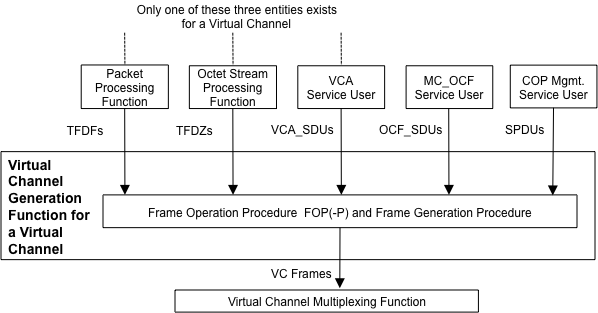 Only one of these three entities exists
for a Virtual Channel
Packet
Processing
Function
Octet Stream
Processing
Function
VCA
Service User
MC_OCF
Service User
COP Mgmt.
Service User
TFDFs
TFDZs
VCA_SDUs
OCF_SDUs
SPDUs
Virtual
Channel
Generation
Function for
a Virtual
Channel
Frame Operation Procedure FOP(-P) and Frame Generation Procedure
VC Frames
Virtual Channel Multiplexing Function